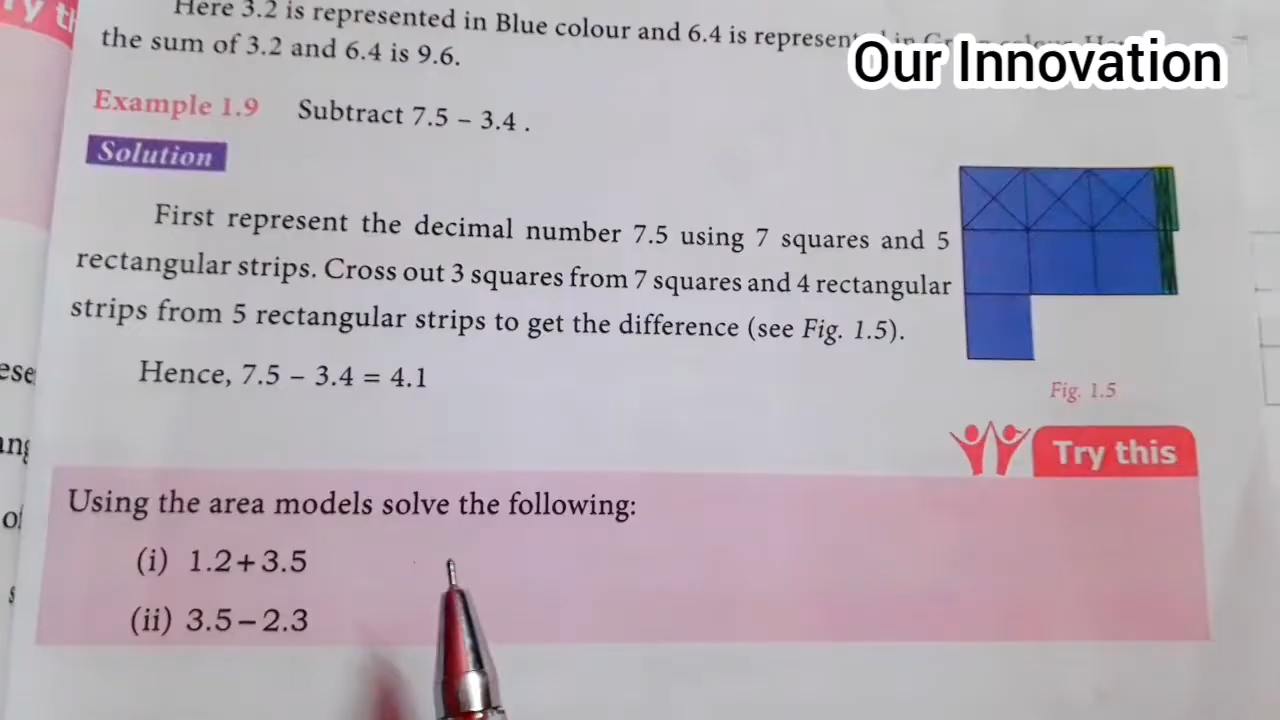 ry th
Here 3.2 is represented in Blue colour and 6.4 is represented in
the sum of 3.2 and 6.4 is 9.6.
Our Innovation
Example 1.9 Subtract 7.5 – 3.4 .
Solution
First represent the decimal number 7.5 using 7 squares and 5
rectangular strips. Cross out 3 squares from 7 squares and 4 rectangular
strips from 5 rectangular strips to get the difference (see Fig. 1.5).
Hence, 7.5 – 3.4 = 4.1
Fig. 1.5
Try this
Using the area models solve the following:
(i) 1.2+3.5
(ii) 3.5–2.3